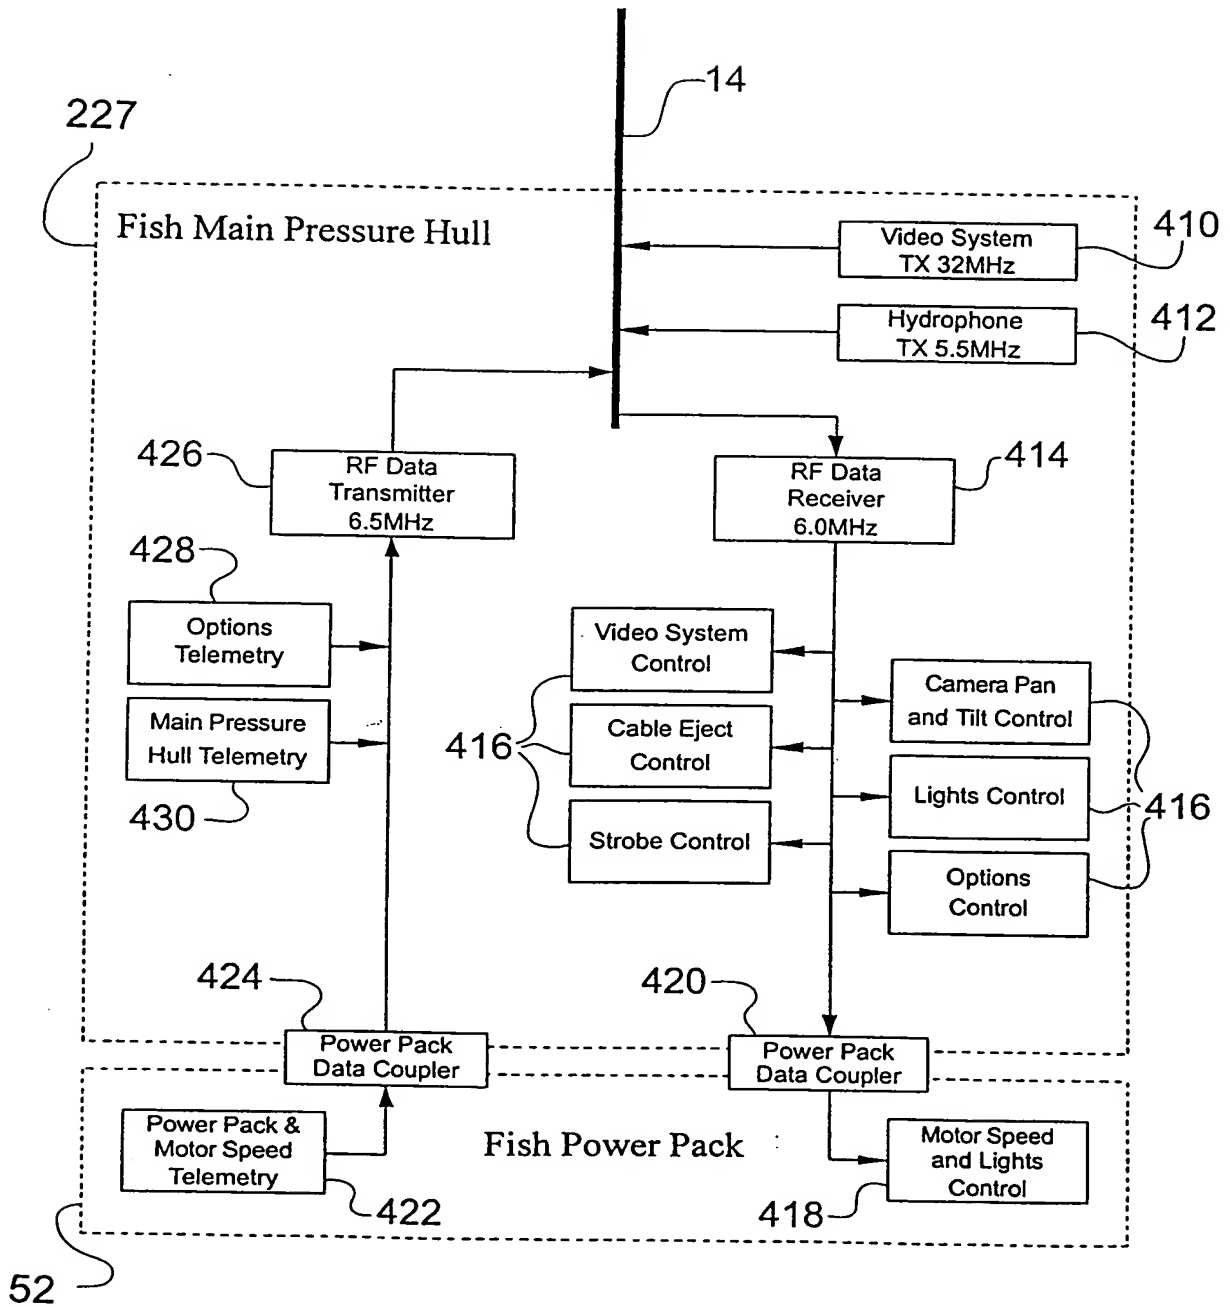 14
227
Fish Main Pressure Hull
Video System
TX 32MHz
410
Hydrophone
TX 5.5MHz
412
426
RF Data
Transmitter
6.5MHz
RF Data
Receiver
6.0MHz
414
428
Options
Telemetry
Main Pressure
Hull Telemetry
430
Video System
Control
Cable Eject
Control
Strobe Control
416
Camera Pan
and Tilt Control
Lights Control
Options
Control
416
424
Power Pack
Data Coupler
420
Power Pack
Data Coupler
Power Pack &
Motor Speed
Telemetry
422
Fish Power Pack
Motor Speed
and Lights
Control
418
52